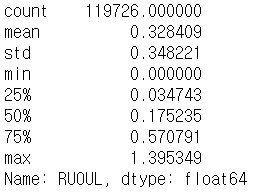 count 119726.000000
mean 0.328409
std 0.348221
min 0.000000
25% 0.034743
50% 0.175235
75% 0.570791
max 1.395349
Name: RUOUL, dtype: float64